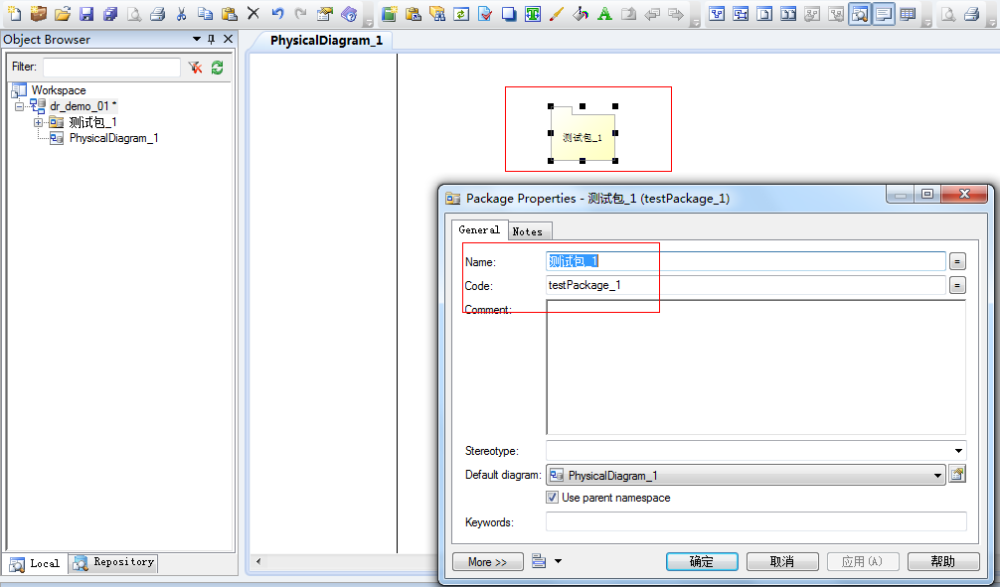 Object Browser
PhysicalDiagram_1
Filter:
Workspace
dr_demo_01 *
测试包_1
PhysicalDiagram_1
测试包_1
Package Properties - 测试包_1 (testPackage_1)
General
Notes
Name:
测试包_1
=
Code:
testPackage_1
=
Comment:
Stereotype:
Default diagram:
PhysicalDiagram_1
Use parent namespace
Keywords:
Local
Repository
More >>
确定
取消
应用(A)
帮助